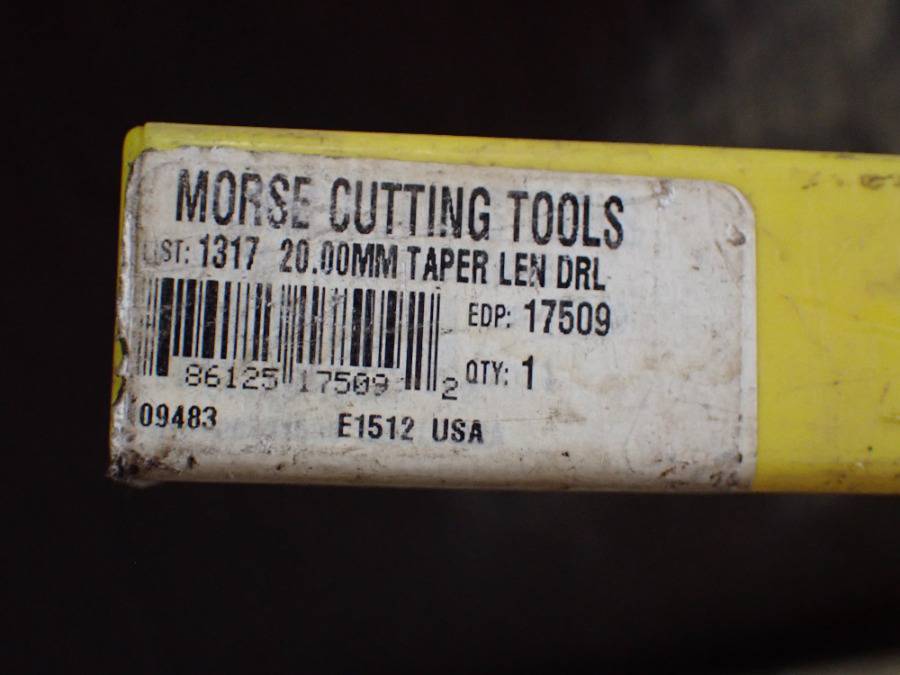 MORSE CUTTING TOOLS
LIST: 1317 20.00MM TAPER LEN DRL
EDP: 17509
86125 17509 2
QTY: 1
09483 E1512 USA